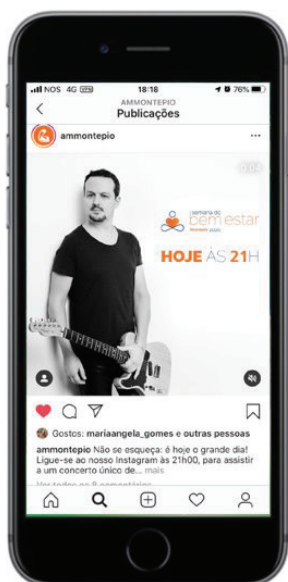 NOS 4G VPN 18:18 76%
AMMONTEPIO
Publicações
ammontepio
semana do
bem estar
HOJE ÀS 21H
Gostos: mariaangela_gomes e outras pessoas
ammontepio Não se esqueça: é hoje o grande dia!
Ligue-se ao nosso Instagram às 21h00, para assistir
a um concerto único de... mais